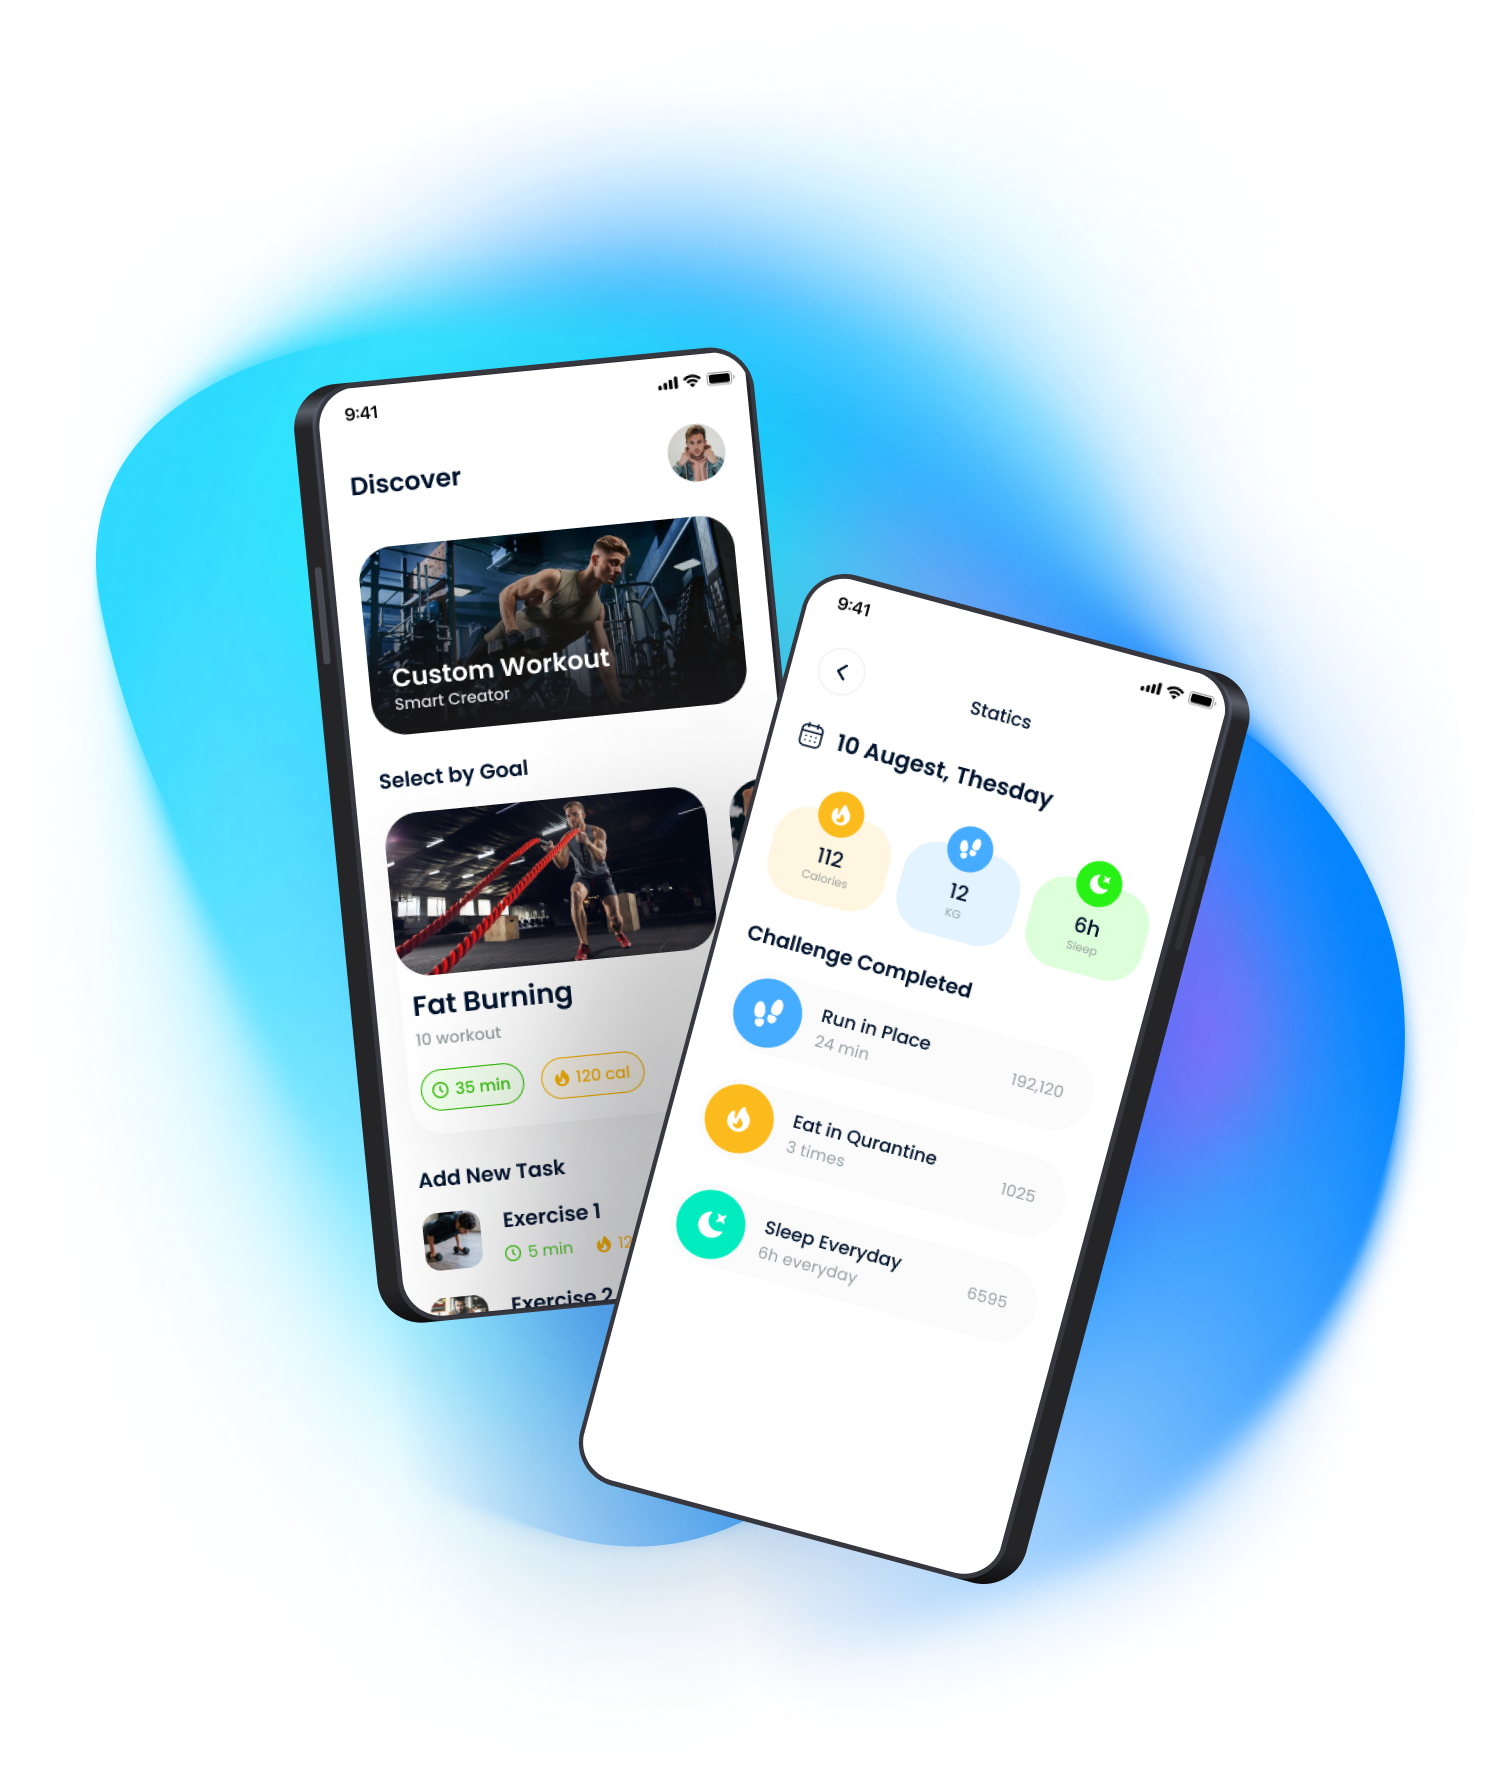 9:41
Discover
Custom Workout
Smart Creator
Select by Goal
Fat Burning
10 workout
35 min
120 cal
Add New Task
Exercise 1
5 min
12
Exercise 2
9:41
Statics
10 Augest, Thesday
112
Calories
12
KG
6h
Sleep
Challenge Completed
Run in Place
24 min
192,120
Eat in Qurantine
3 times
1025
Sleep Everyday
6h everyday
6595